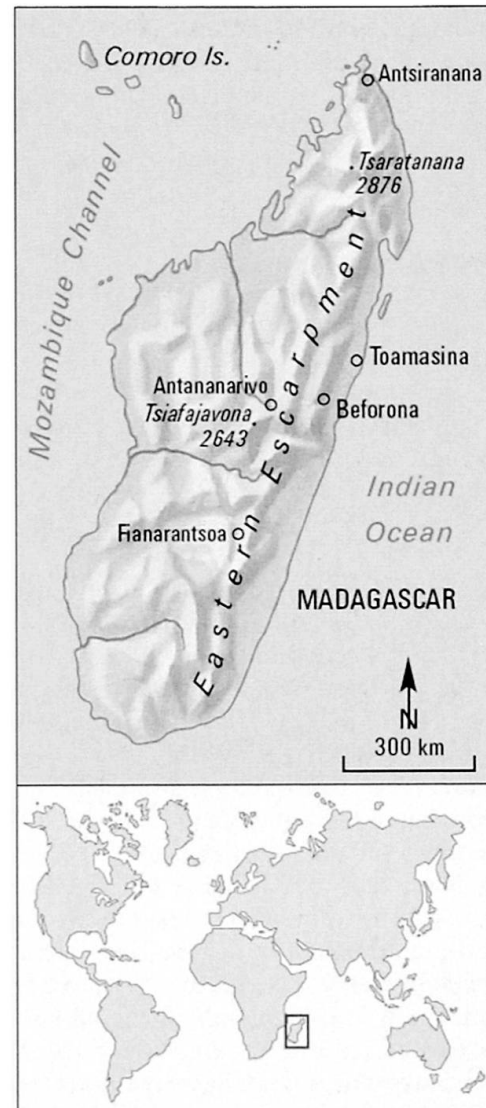 Comoro Is.
Antsiranana
Tsaratanana
2876
Mozambique Channel
Eastern Escarpment
Toamasina
Antananarivo
Tsiafajavona
2643
Beforona
Indian
Ocean
Fianarantsoa
MADAGASCAR
N
300 km